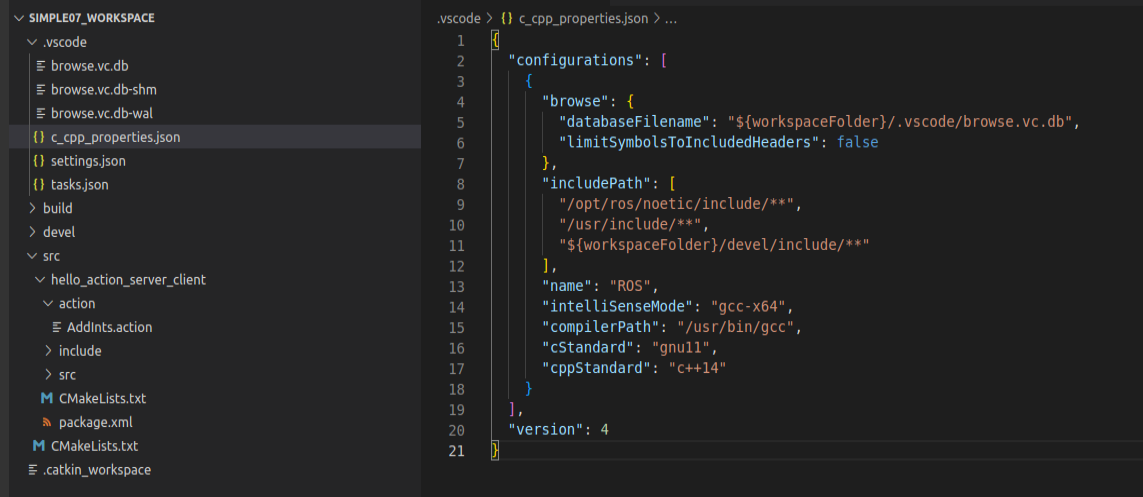 SIMPLE07_WORKSPACE
.vscode
browse.vc.db
browse.vc.db-shm
browse.vc.db-wal
{} c_cpp_properties.json
{} settings.json
{} tasks.json
build
devel
src
hello_action_server_client
action
AddInts.action
include
src
CMakeLists.txt
package.xml
CMakeLists.txt
.catkin_workspace
.vscode > {} c_cpp_properties.json > ...
1 {
2 "configurations": [
3 {
4 "browse": {
5 "databaseFilename": "${workspaceFolder}/.vscode/browse.vc.db",
6 "limitSymbolsToIncludedHeaders": false
7 },
8 "includePath": [
9 "/opt/ros/noetic/include/**",
10 "/usr/include/**",
11 "${workspaceFolder}/devel/include/**"
12 ],
13 "name": "ROS",
14 "intelliSenseMode": "gcc-x64",
15 "compilerPath": "/usr/bin/gcc",
16 "cStandard": "gnu11",
17 "cppStandard": "c++14"
18 }
19 ],
20 "version": 4
21 }